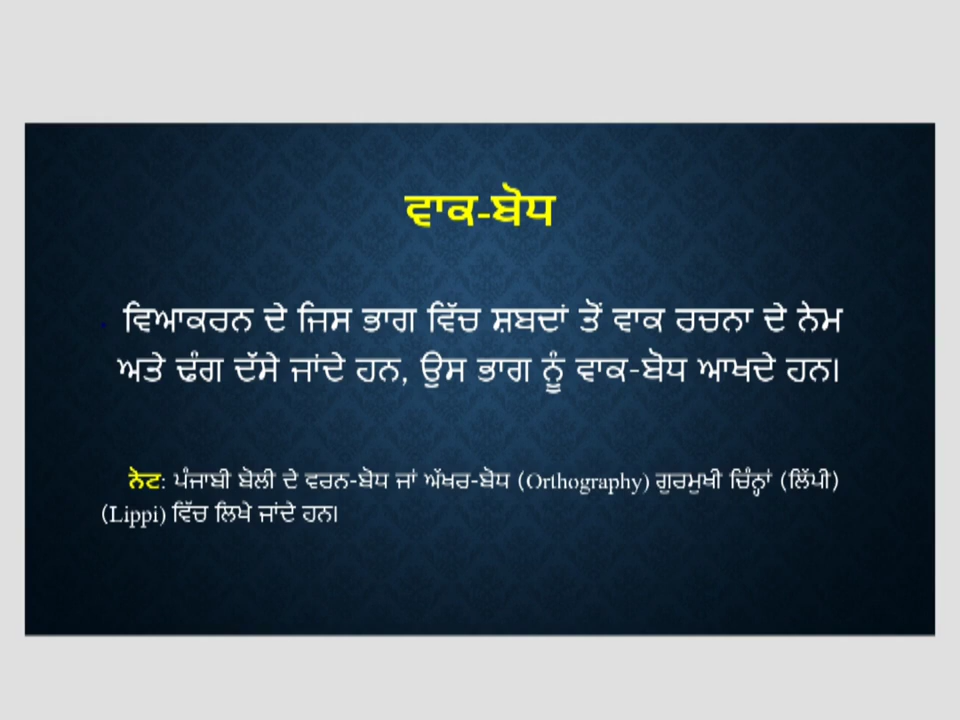 ਵਾਕ-ਬੋਧ
• ਵਿਆਕਰਨ ਦੇ ਜਿਸ ਭਾਗ ਵਿੱਚ ਸ਼ਬਦਾਂ ਤੋਂ ਵਾਕ ਰਚਨਾ ਦੇ ਨੇਮ
ਅਤੇ ਢੰਗ ਦੱਸੇ ਜਾਂਦੇ ਹਨ, ਉਸ ਭਾਗ ਨੂੰ ਵਾਕ-ਬੋਧ ਆਖਦੇ ਹਨ।
ਨੋਟ: ਪੰਜਾਬੀ ਬੋਲੀ ਦੇ ਵਰਨ-ਬੋਧ ਜਾਂ ਅੱਖਰ-ਬੋਧ (Orthography) ਗੁਰਮੁਖੀ ਚਿੰਨ੍ਹਾਂ (ਲਿੱਪੀ)
(Lippi) ਵਿੱਚ ਲਿਖੇ ਜਾਂਦੇ ਹਨ।